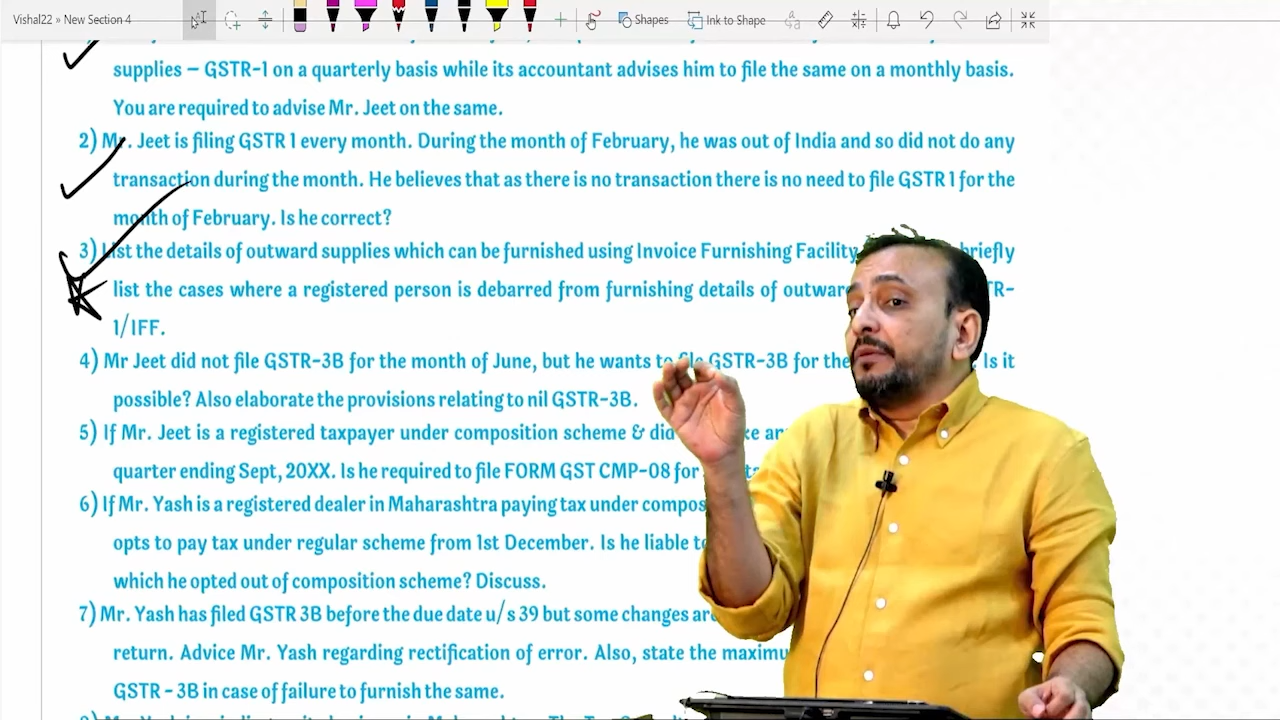 Vishal22 » New Section 4
Shapes
Ink to Shape
supplies – GSTR-1 on a quarterly basis while its accountant advises him to file the same on a monthly basis.
You are required to advise Mr. Jeet on the same.
2) Mr. Jeet is filing GSTR 1 every month. During the month of February, he was out of India and so did not do any
transaction during the month. He believes that as there is no transaction there is no need to file GSTR 1 for the
month of February. Is he correct?
3) List the details of outward supplies which can be furnished using Invoice Furnishing Facility briefly
list the cases where a registered person is debarred from furnishing details of
1/IFF.
4) Mr Jeet did not file GSTR-3B for the month of June, but he wants to file GSTR-3B for the Is it
possible? Also elaborate the provisions relating to nil GSTR-3B.
5) If Mr. Jeet is a registered taxpayer under composition scheme & did
quarter ending Sept, 20XX. Is he required to file FORM GST CMP-08 for
6) If Mr. Yash is a registered dealer in Maharashtra paying tax under
opts to pay tax under regular scheme from 1st December. Is he liable
which he opted out of composition scheme? Discuss.
7) Mr. Yash has filed GSTR 3B before the due date u/s 39 but some changes
return. Advice Mr. Yash regarding rectification of error. Also, state the
GSTR - 3B in case of failure to furnish the same.